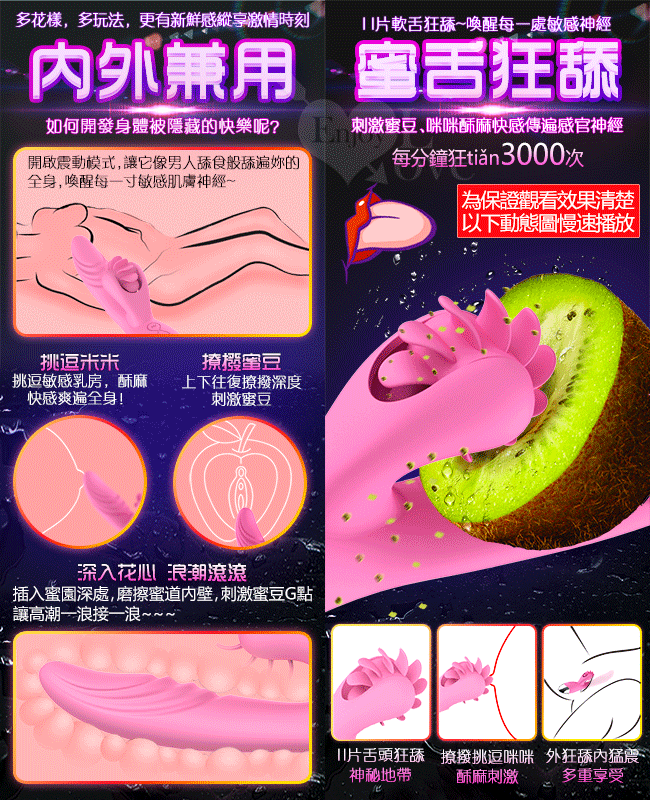 多花樣，多玩法，更有新鮮感縱享激情時刻
內外兼用
如何開發身體被隱藏的快樂呢?
開啟震動模式,讓它像男人舔食般舔遍妳的
全身,喚醒每一寸敏感肌膚神經~
挑逗米米
挑逗敏感乳房，酥麻
快感爽遍全身!
撩撥蜜豆
上下往復撩撥深度
刺激蜜豆
深入花心 浪潮滾滾
插入蜜園深處,磨擦蜜道內壁,刺激蜜豆G點
讓高潮一浪接一浪~~~
11片軟舌狂舔~喚醒每一處敏感神經
蜜舌狂舔
刺激蜜豆、咪咪酥麻快感傳遍感官神經
每分鐘狂tiǎn3000次
Enjoy
Love
為保證觀看效果清楚
以下動態圖慢速播放
11片舌頭狂舔
神秘地帶
撩撥挑逗咪咪
酥麻刺激
外狂舔內猛震
多重享受